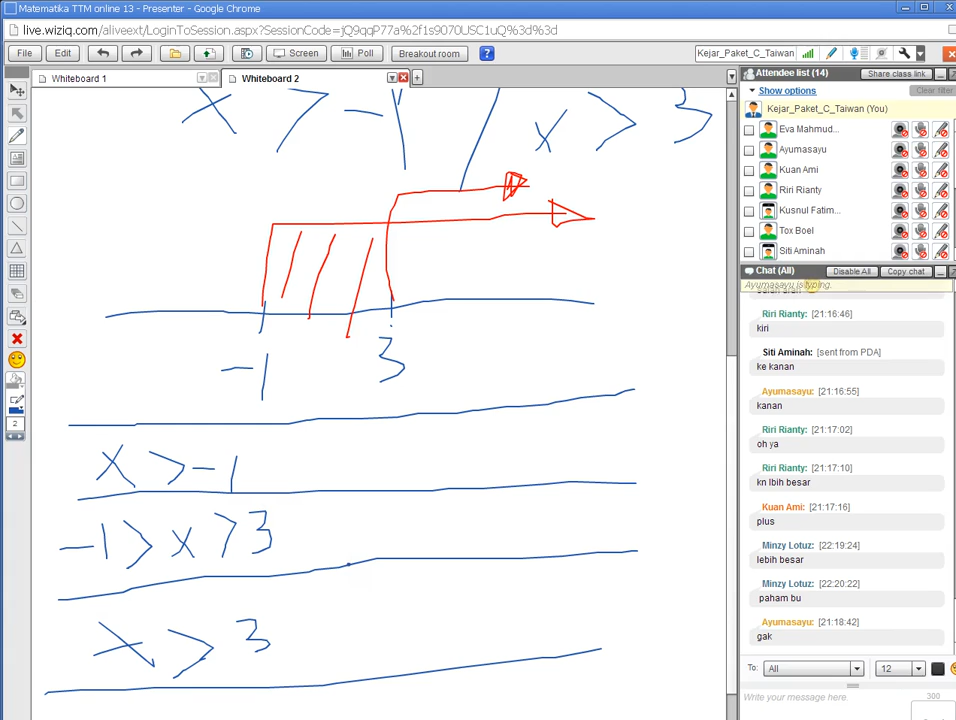 Matematika TTM online 13 - Presenter - Google Chrome
live.wiziq.com/aliveext/LoginToSession.aspx?SessionCode=jQ9qqP77a%2f1s9070USC1uQ%3d%3d
File Edit Screen Poll Breakout room ? Kejar_Paket_C_Taiwan
Whiteboard 1 Whiteboard 2 +
x > -1 / x > 3
-1 3
x > -1
-1 > x > 3
x > 3
Attendee list (14) Share class link
Show options Clear filter
Kejar_Paket_C_Taiwan (You)
Eva Mahmud...
Ayumasayu
Kuan Ami
Riri Rianty
Kusnul Fatim...
Tox Boel
Siti Aminah
Chat (All) Disable All Copy chat
Ayumasayu is typing.
Riri Rianty: [21:16:46]
kiri
Siti Aminah: [sent from PDA]
ke kanan
Ayumasayu: [21:16:55]
kanan
Riri Rianty: [21:17:02]
oh ya
Riri Rianty: [21:17:10]
kn lbih besar
Kuan Ami: [21:17:16]
plus
Minzy Lotuz: [22:19:24]
lebih besar
Minzy Lotuz: [22:20:22]
paham bu
Ayumasayu: [21:18:42]
gak
To: All 12
300
Write your message here.
2